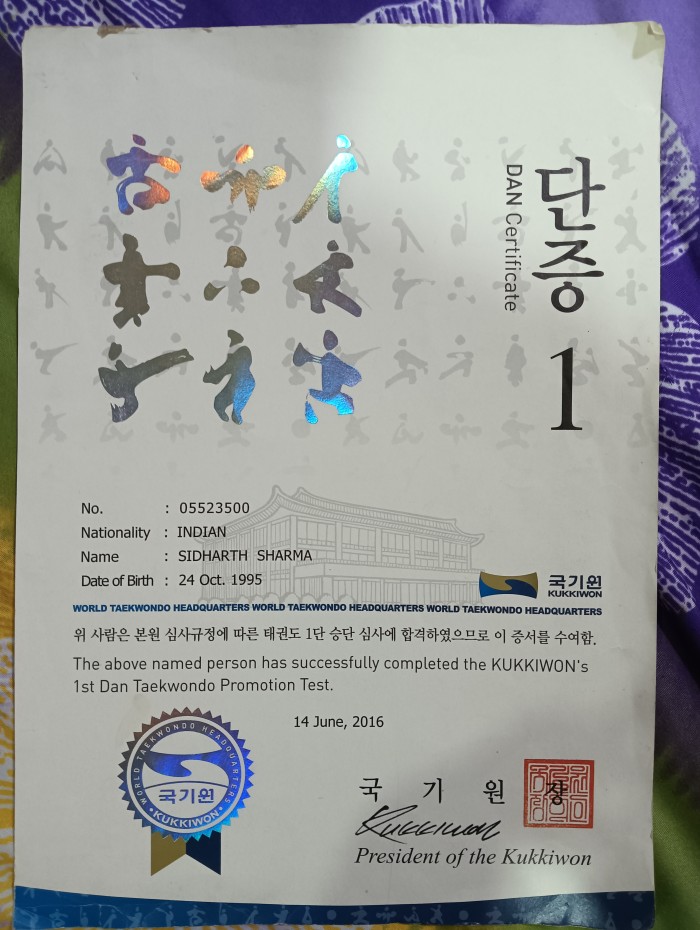 단증
DAN Certificate
1
No. : 05523500
Nationality : INDIAN
Name : SIDHARTH SHARMA
Date of Birth : 24 Oct. 1995
국기원
KUKKIWON
WORLD TAEKWONDO HEADQUARTERS WORLD TAEKWONDO HEADQUARTERS WORLD TAEKWONDO HEADQUARTERS
위 사람은 본원 심사규정에 따른 태권도 1단 승단 심사에 합격하였으므로 이 증서를 수여함.
The above named person has successfully completed the KUKKIWON's
1st Dan Taekwondo Promotion Test.
14 June, 2016
WORLD TAEKWONDO HEADQUARTERS
국기원
KUKKIWON
국 기 원 장
Kukkiwon
President of the Kukkiwon